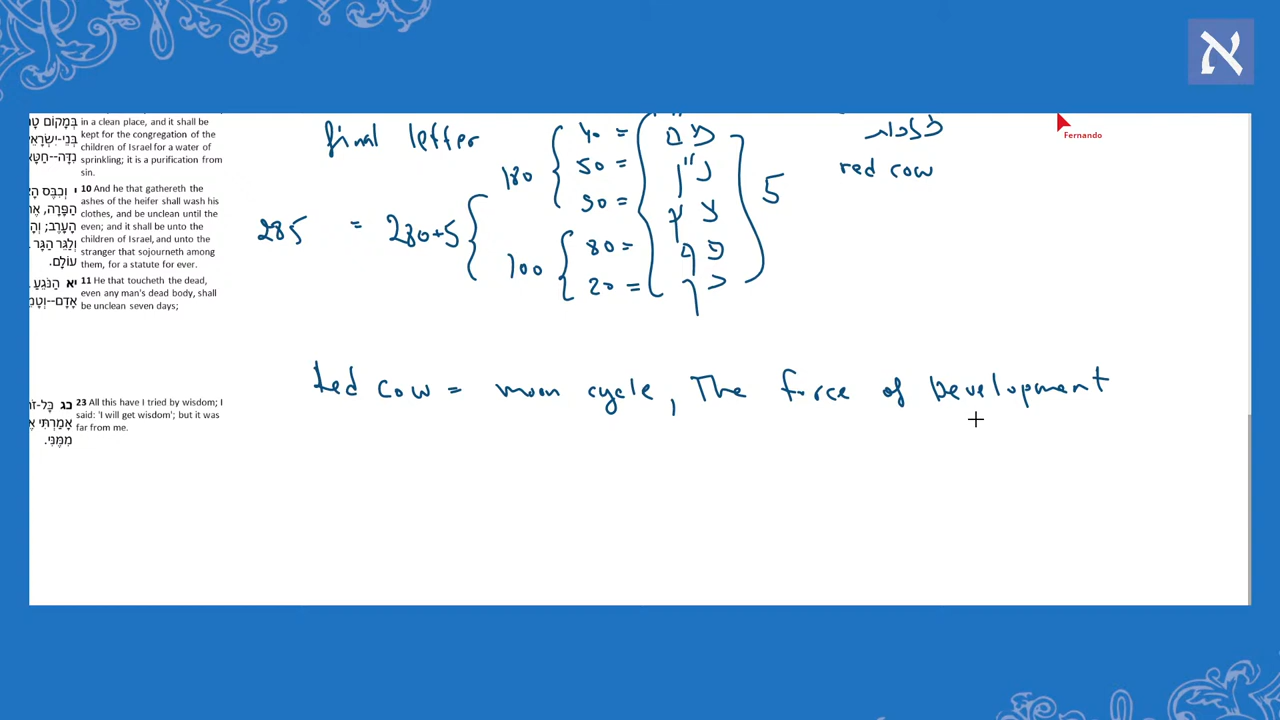 א
בְּמָקוֹם
in a clean place, and it shall be
kept for the congregation of the
בְּנֵי-יִשְׂרָאֵל
children of Israel for a water of
sprinkling; it is a purification from
sin.
י וְכִבֶּס
10 And he that gathereth the
ashes of the heifer shall wash his
הַפָּרָה,
clothes, and be unclean until the
even; and it shall be unto the
children of Israel, and unto the
הַגֵּר
stranger that sojourneth among
עוֹלָם.
them, for a statute for ever.
יא הַנֹּגֵעַ
11 He that toucheth the dead,
even any man's dead body, shall
be unclean seven days;
כג
23 All this have I tried by wisdom; I
said: 'I will get wisdom'; but it was
אָמַרְתִּי
far from me.
מִמֶּנִּי.
final letter
40 =
50 =
180
90 =
285 = 280+5
80 =
100
20 =
5
red cow
Fernando
Red cow = moon cycle, The force of Development